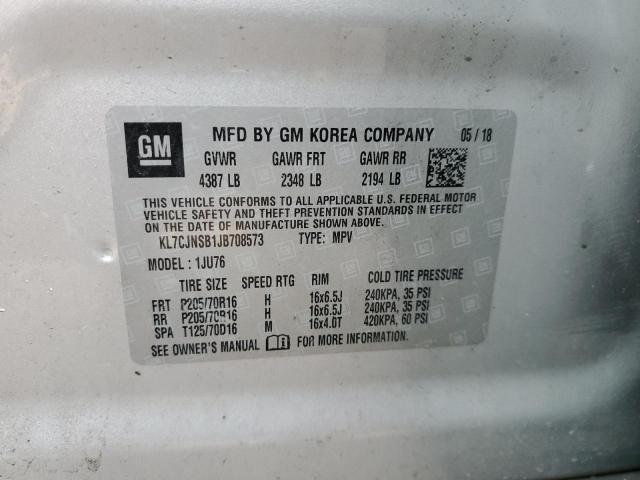 GM MFD BY GM KOREA COMPANY 05 / 18
GVWR GAWR FRT GAWR RR
4387 LB 2348 LB 2194 LB
THIS VEHICLE CONFORMS TO ALL APPLICABLE U.S. FEDERAL MOTOR
VEHICLE SAFETY AND THEFT PREVENTION STANDARDS IN EFFECT
ON THE DATE OF MANUFACTURE SHOWN ABOVE.
KL7CJNSB1JB708573 TYPE: MPV
MODEL : 1JU76
TIRE SIZE SPEED RTG RIM COLD TIRE PRESSURE
FRT P205/70R16 H 16x6.5J 240KPA, 35 PSI
RR P205/70R16 H 16x6.5J 240KPA, 35 PSI
SPA T125/70D16 M 16x4.0T 420KPA, 60 PSI
SEE OWNER'S MANUAL FOR MORE INFORMATION.